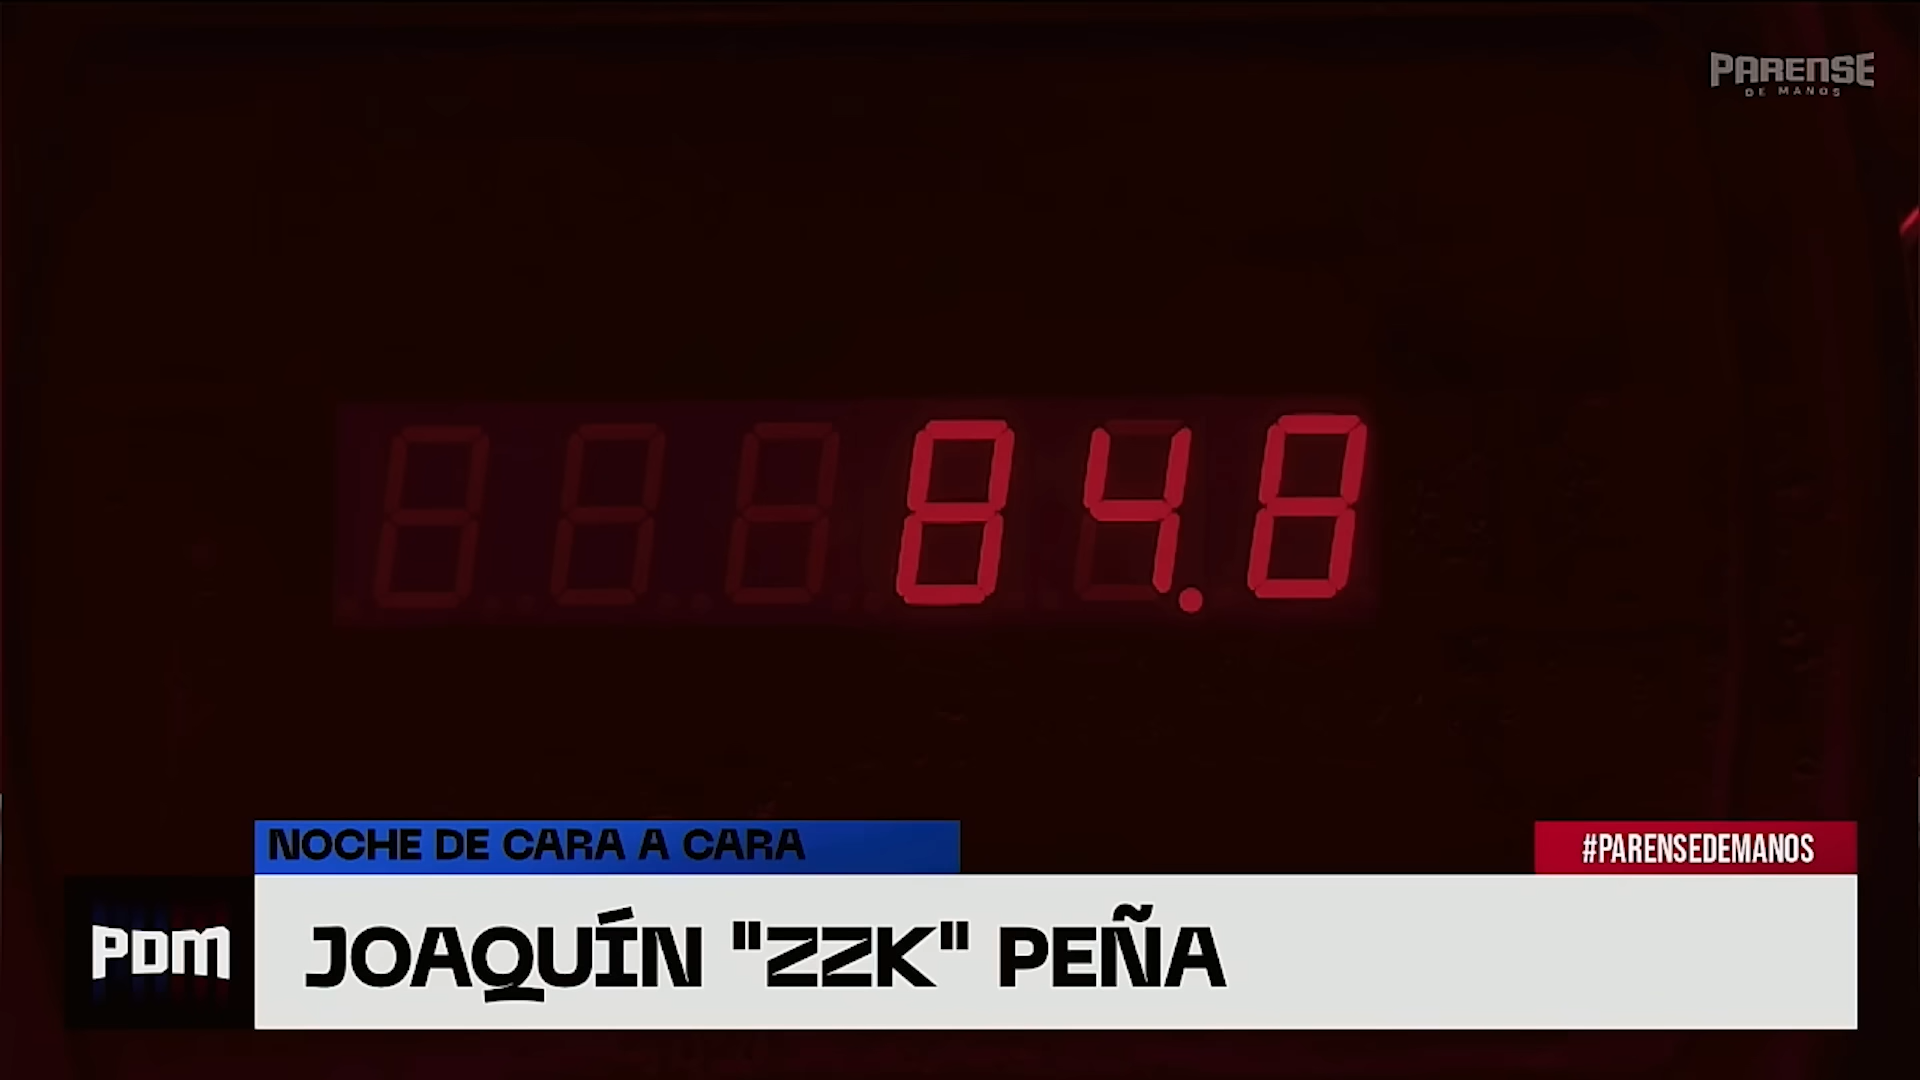 PARENSE
DE MANOS
84.8
NOCHE DE CARA A CARA
#PARENSEDEMANOS
PDM
JOAQUÍN "ZZK" PEÑA